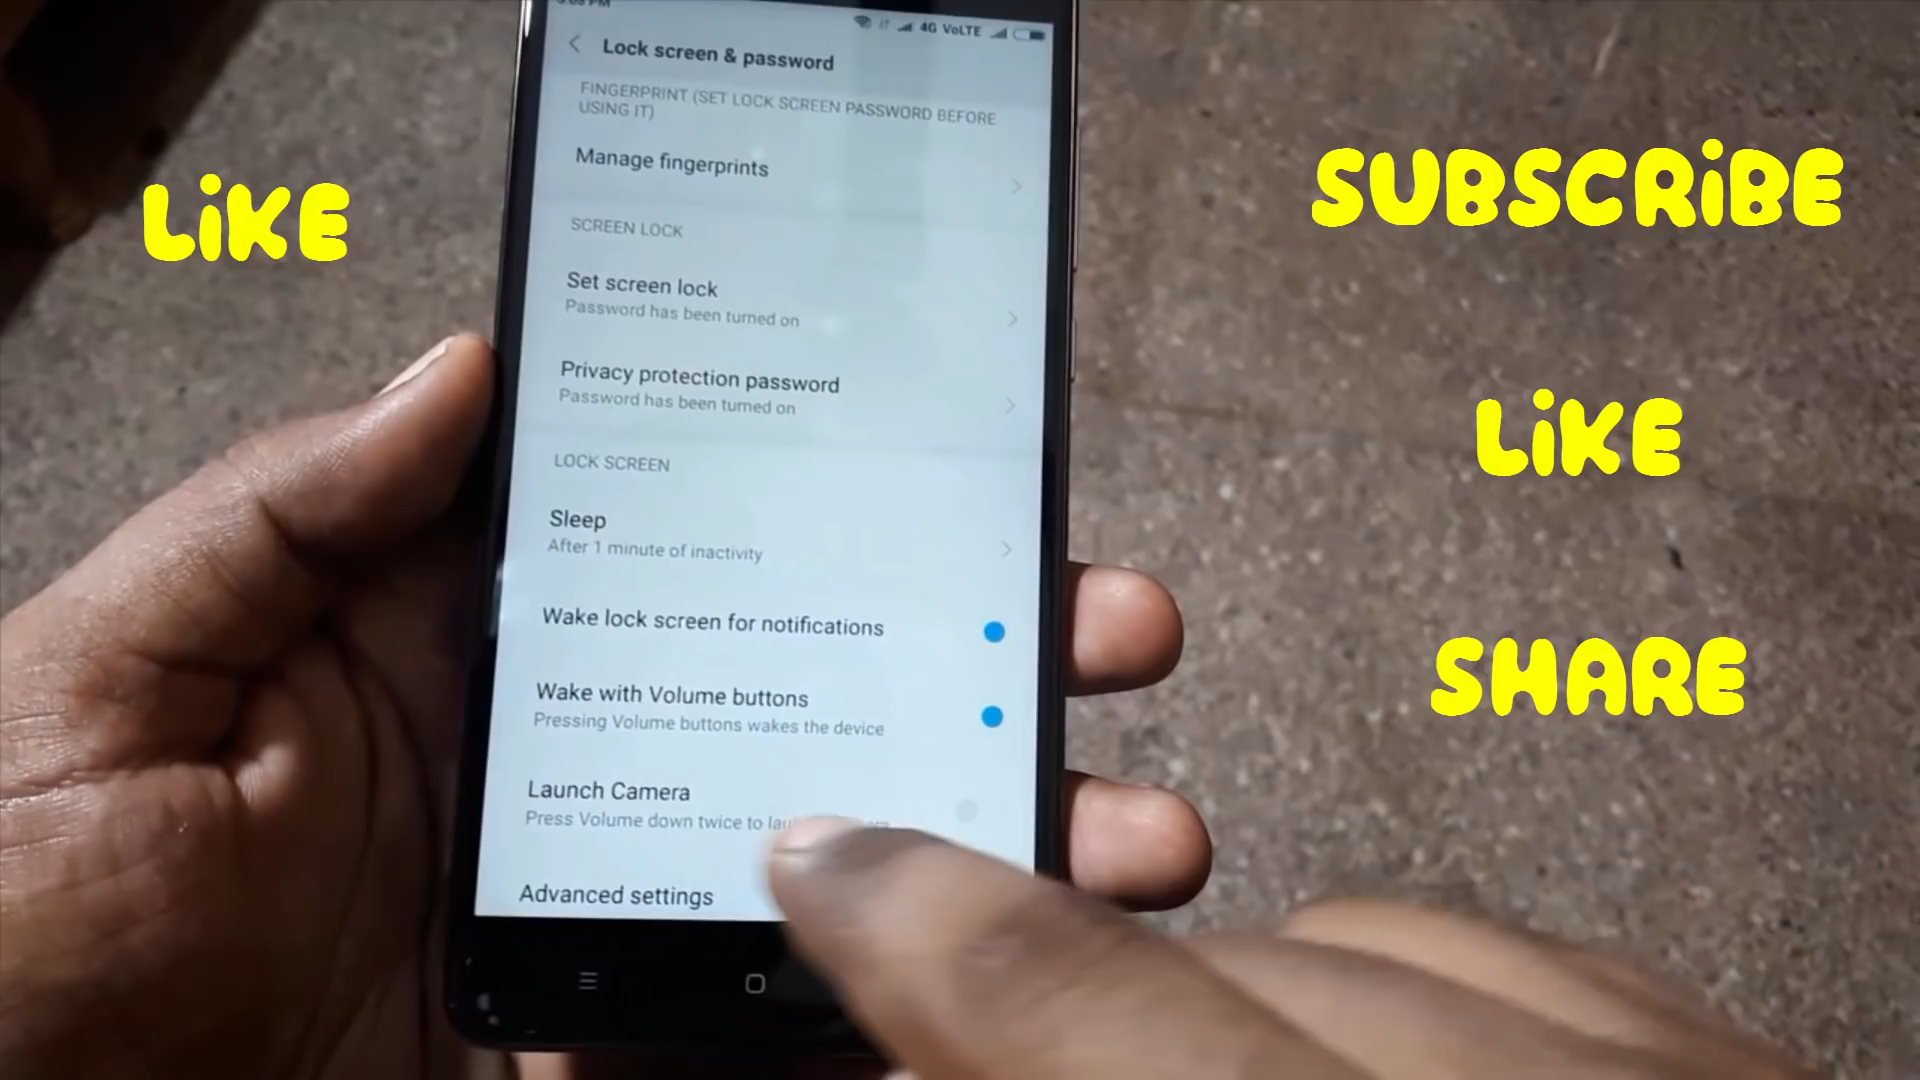 4G VoLTE
Lock screen & password
FINGERPRINT (SET LOCK SCREEN PASSWORD BEFORE
USING IT)
Manage fingerprints
SCREEN LOCK
Set screen lock
Password has been turned on
Privacy protection password
Password has been turned on
LOCK SCREEN
Sleep
After 1 minute of inactivity
Wake lock screen for notifications
Wake with Volume buttons
Pressing Volume buttons wakes the device
Launch Camera
Press Volume down twice to
Advanced settings
LiKE
SUBSCRiBE
LiKE
SHARE